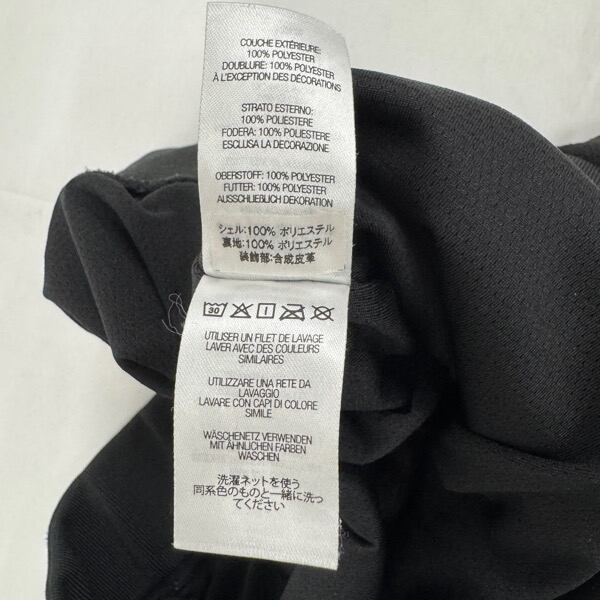 COUCHE EXTÉRIEURE:
100% POLYESTER
DOUBLURE: 100% POLYESTER
À L'EXCEPTION DES DÉCORATIONS
STRATO ESTERNO:
100% POLIESTERE
FODERA: 100% POLIESTERE
ESCLUSA LA DECORAZIONE
OBERSTOFF: 100% POLYESTER
FUTTER: 100% POLYESTER
AUSSCHLIEBLICH DEKORATION
シェル:100% ポリエステル
裏地:100% ポリエステル
装飾部:合成皮革
30
UTILISER UN FILET DE LAVAGE
LAVER AVEC DES COULEURS
SIMILAIRES
UTILIZZARE UNA RETE DA
LAVAGGIO
LAVARE CON CAPI DI COLORE
SIMILE
WÄSCHENETZ VERWENDEN
MIT ÄHNLICHEN FARBEN
WASCHEN
洗濯ネットを使う
同系色のものと一緒に洗っ
てください